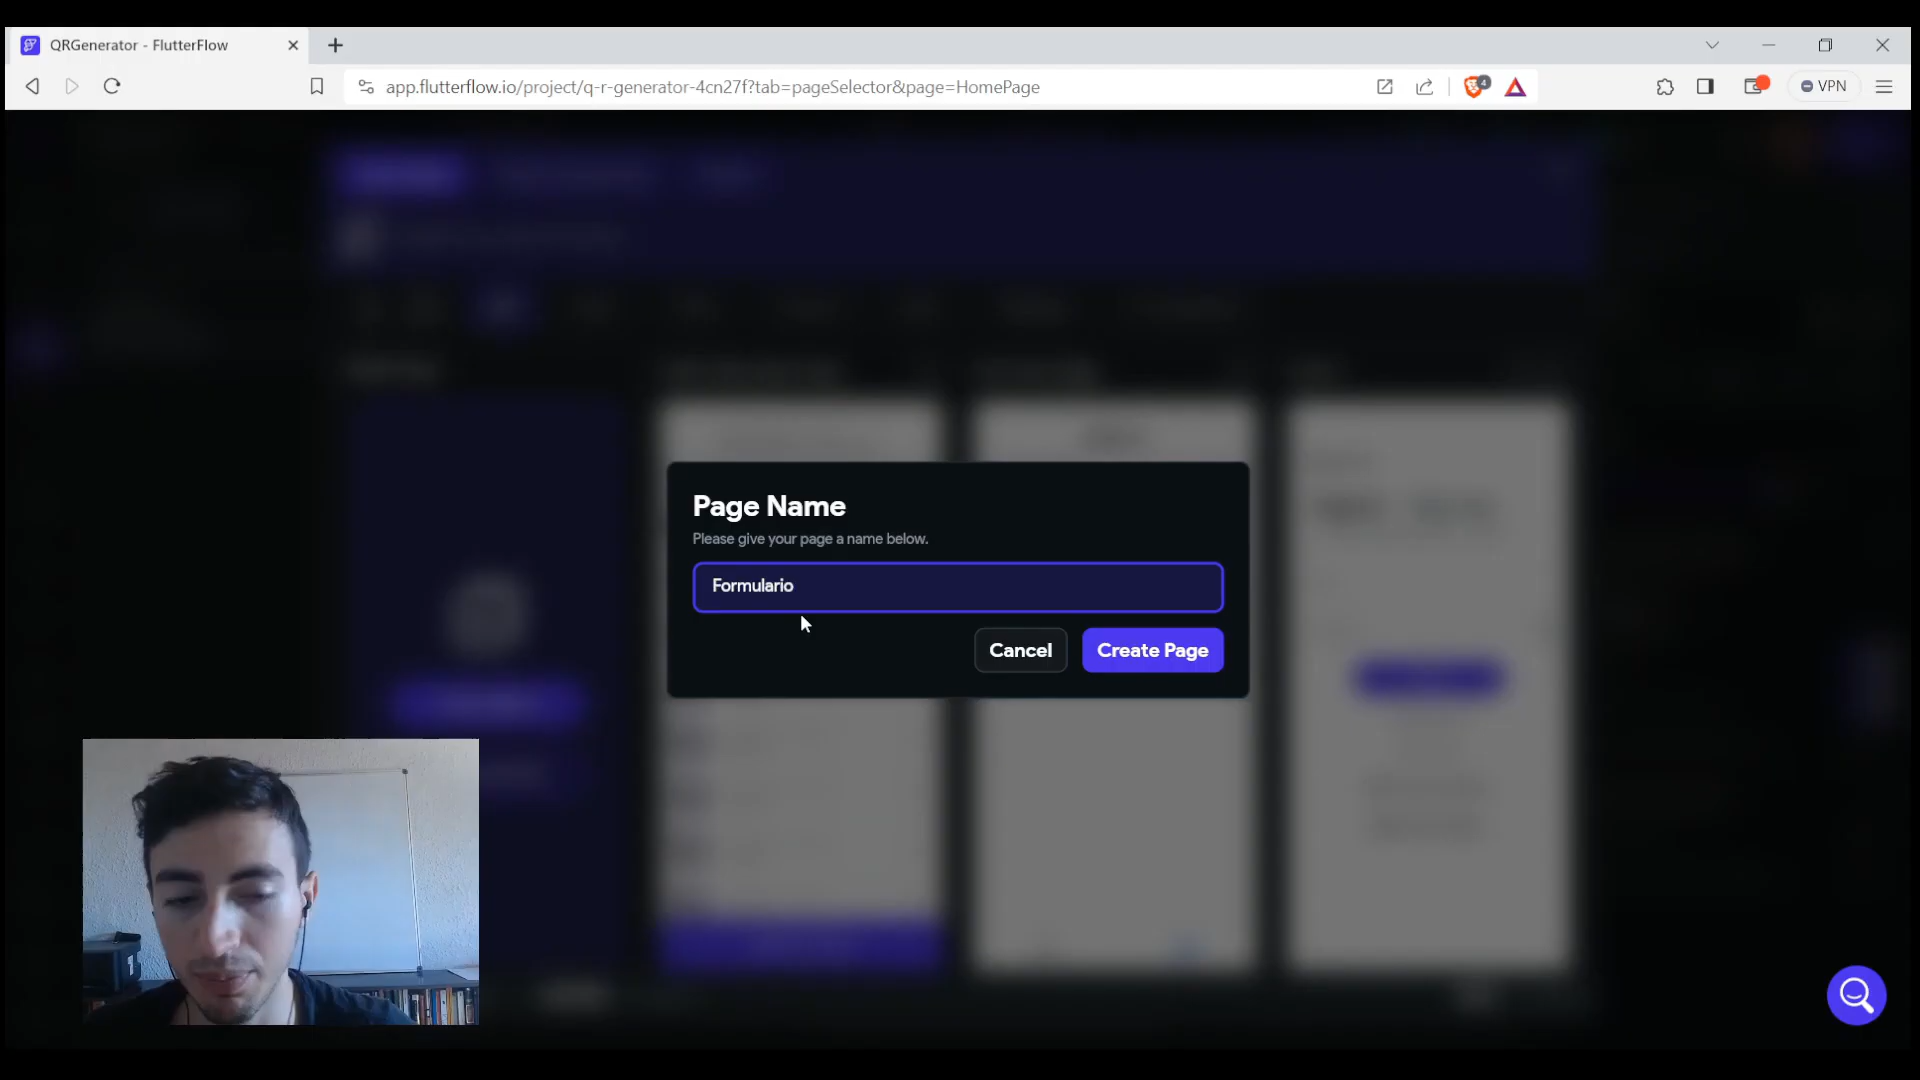 QRGenerator - FlutterFlow
app.flutterflow.io/project/q-r-generator-4cn27f?tab=pageSelector&page=HomePage
4
VPN
Page Name
Please give your page a name below.
Formulario
Cancel
Create Page